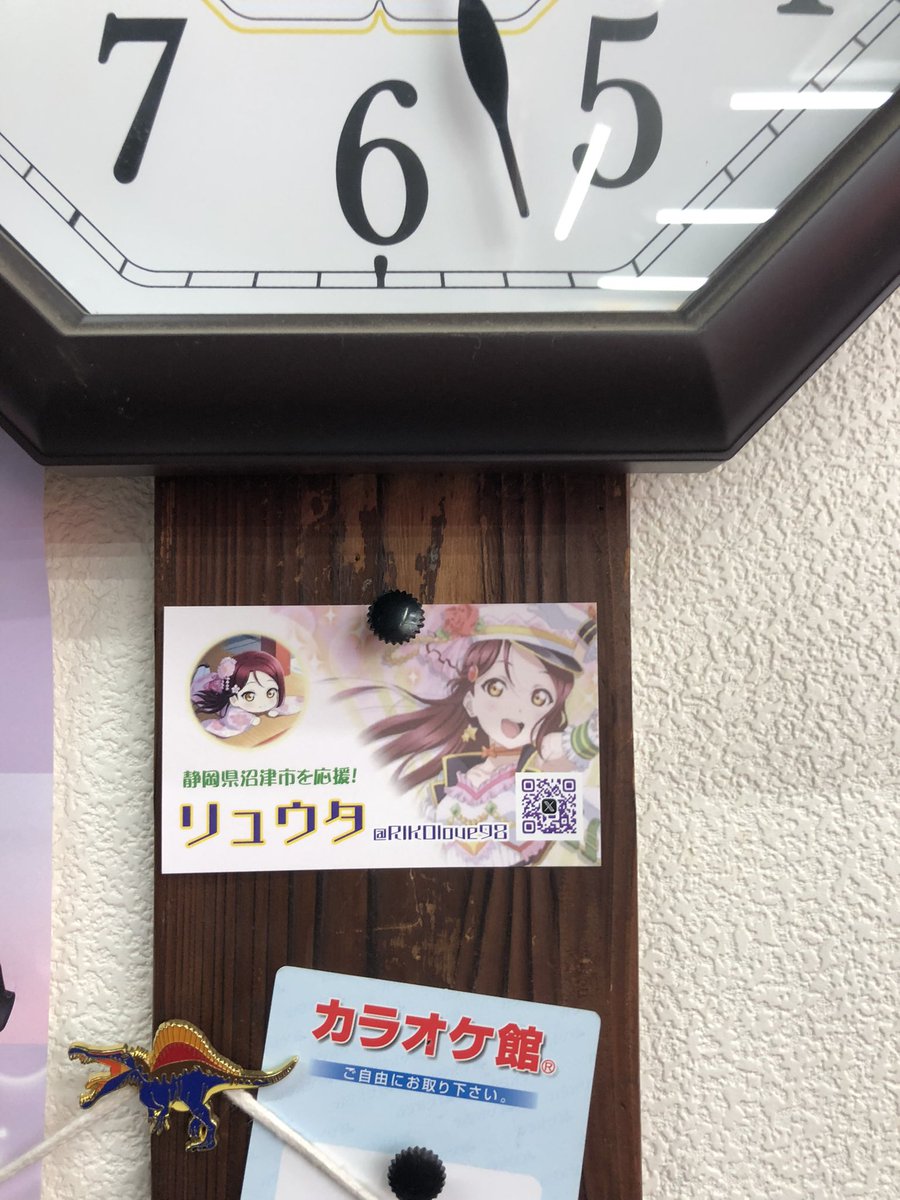 7
6
5
静岡県沼津市を応援!
リュウタ
@RIKOlove98
カラオケ館®
ご自由にお取り下さい。